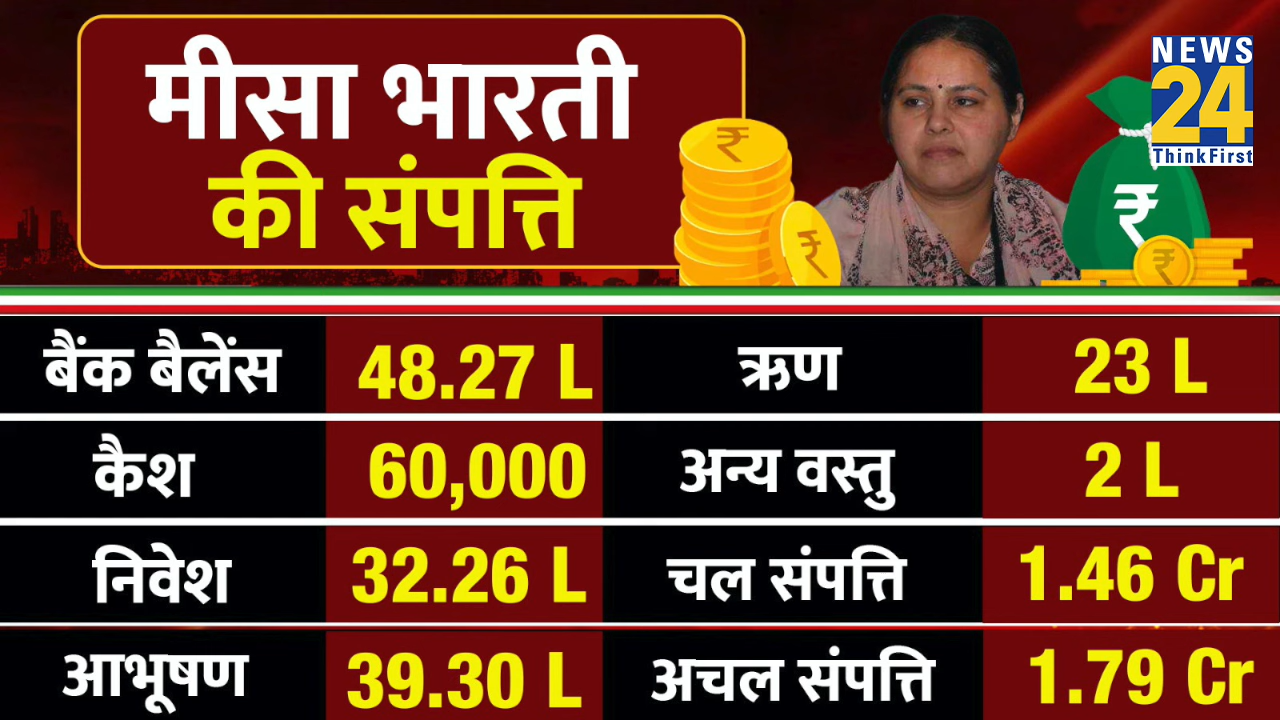 मीसा भारती
की संपत्ति
NEWS
24
ThinkFirst
बैंक बैलेंस 48.27 L ऋण 23 L
कैश 60,000 अन्य वस्तु 2 L
निवेश 32.26 L चल संपत्ति 1.46 Cr
आभूषण 39.30 L अचल संपत्ति 1.79 Cr